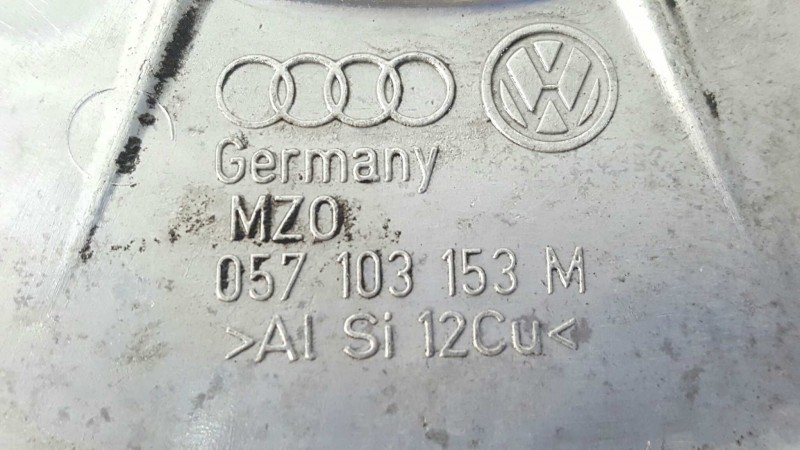 Germany
MZO
057 103 153 M
>Al Si 12Cu<